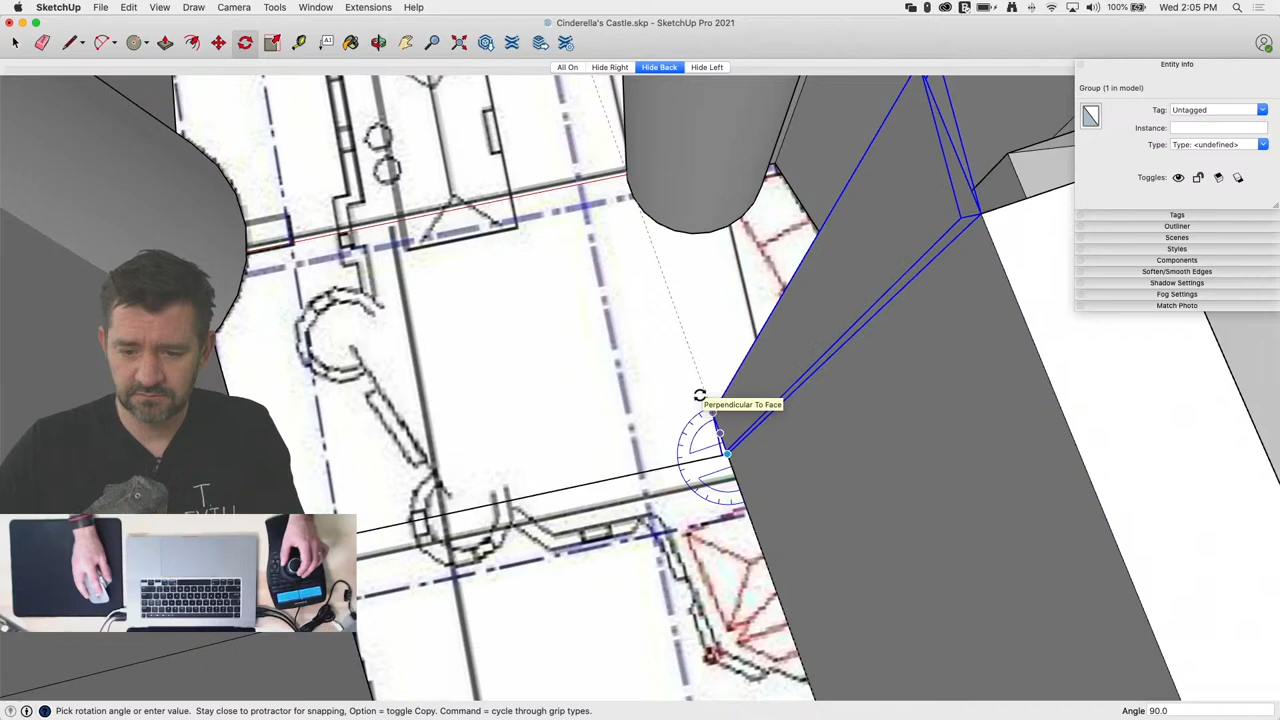 SketchUp File Edit View Draw Camera Tools Window Extensions Help
100% Wed 2:05 PM
Cinderella's Castle.skp - SketchUp Pro 2021
All On Hide Right Hide Back Hide Left
Entity Info
Group (1 in model)
Tag: Untagged
Instance:
Type: Type: <undefined>
Toggles:
Tags
Outliner
Scenes
Styles
Components
Soften/Smooth Edges
Shadow Settings
Fog Settings
Match Photo
Perpendicular To Face
Pick rotation angle or enter value. Stay close to protractor for snapping, Option = toggle Copy. Command = cycle through grip types.
Angle 90.0